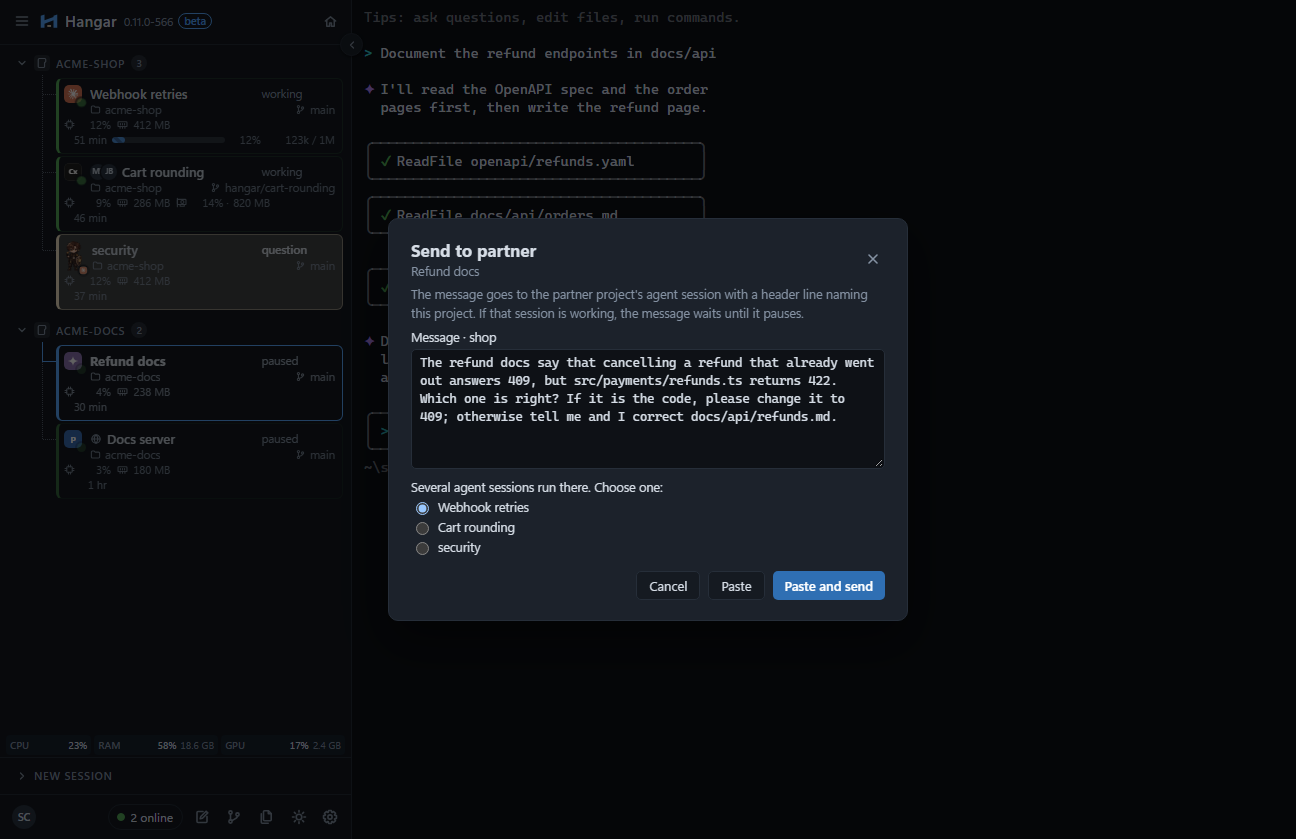 Hangar 0.11.0-566 beta
ACME-SHOP 3
Webhook retries working
acme-shop main
12% 412 MB
51 min 12% 123k / 1M
Cx M JB Cart rounding working
acme-shop hangar/cart-rounding
9% 286 MB 14% · 820 MB
46 min
security question
acme-shop main
12% 412 MB
37 min
ACME-DOCS 2
Refund docs paused
acme-docs main
4% 238 MB
30 min
P Docs server paused
acme-docs main
3% 180 MB
1 hr
CPU 23% RAM 58% 18.6 GB GPU 17% 2.4 GB
NEW SESSION
SC 2 online
Tips: ask questions, edit files, run commands.
> Document the refund endpoints in docs/api
✦ I'll read the OpenAPI spec and the order
pages first, then write the refund page.
✓ ReadFile openapi/refunds.yaml
✓ ReadFile docs/api/orders.md
✓
✦ D
l
a
>
~\s
Send to partner
Refund docs
The message goes to the partner project's agent session with a header line naming
this project. If that session is working, the message waits until it pauses.
Message · shop
The refund docs say that cancelling a refund that already went
out answers 409, but src/payments/refunds.ts returns 422.
Which one is right? If it is the code, please change it to
409; otherwise tell me and I correct docs/api/refunds.md.
Several agent sessions run there. Choose one:
Webhook retries
Cart rounding
security
Cancel Paste Paste and send